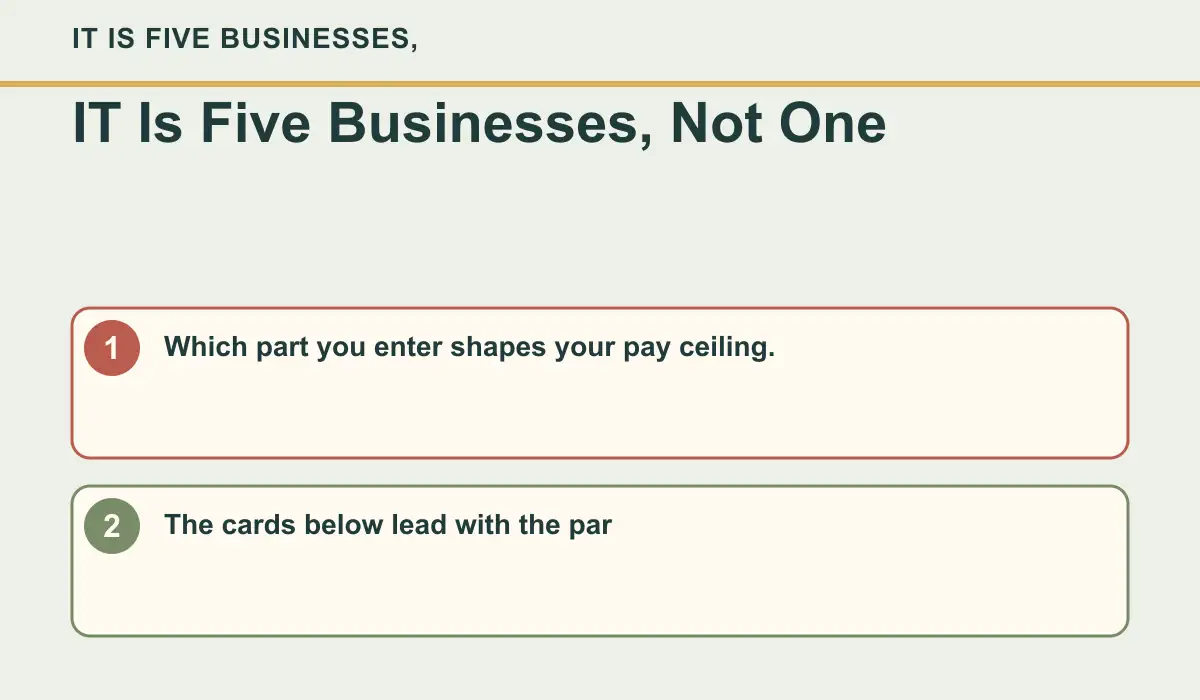 IT IS FIVE BUSINESSES,
IT Is Five Businesses, Not One
1 Which part you enter shapes your pay ceiling.
2 The cards below lead with the par